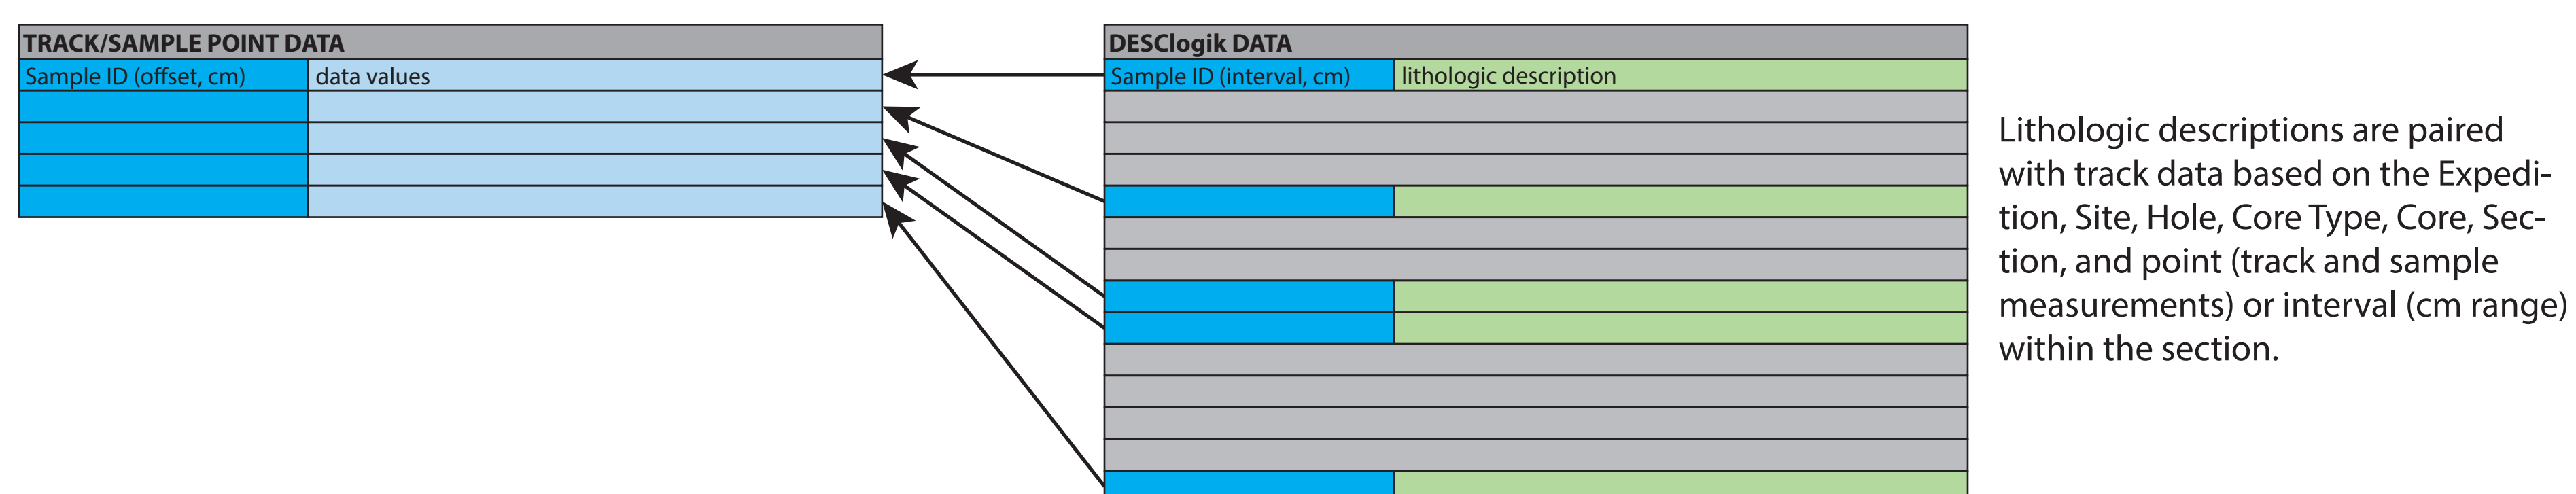 TRACK/SAMPLE POINT DATA
Sample ID (offset, cm) data values
DESClogik DATA
Sample ID (interval, cm) lithologic description
Lithologic descriptions are paired
with track data based on the Expedi-
tion, Site, Hole, Core Type, Core, Sec-
tion, and point (track and sample
measurements) or interval (cm range)
within the section.